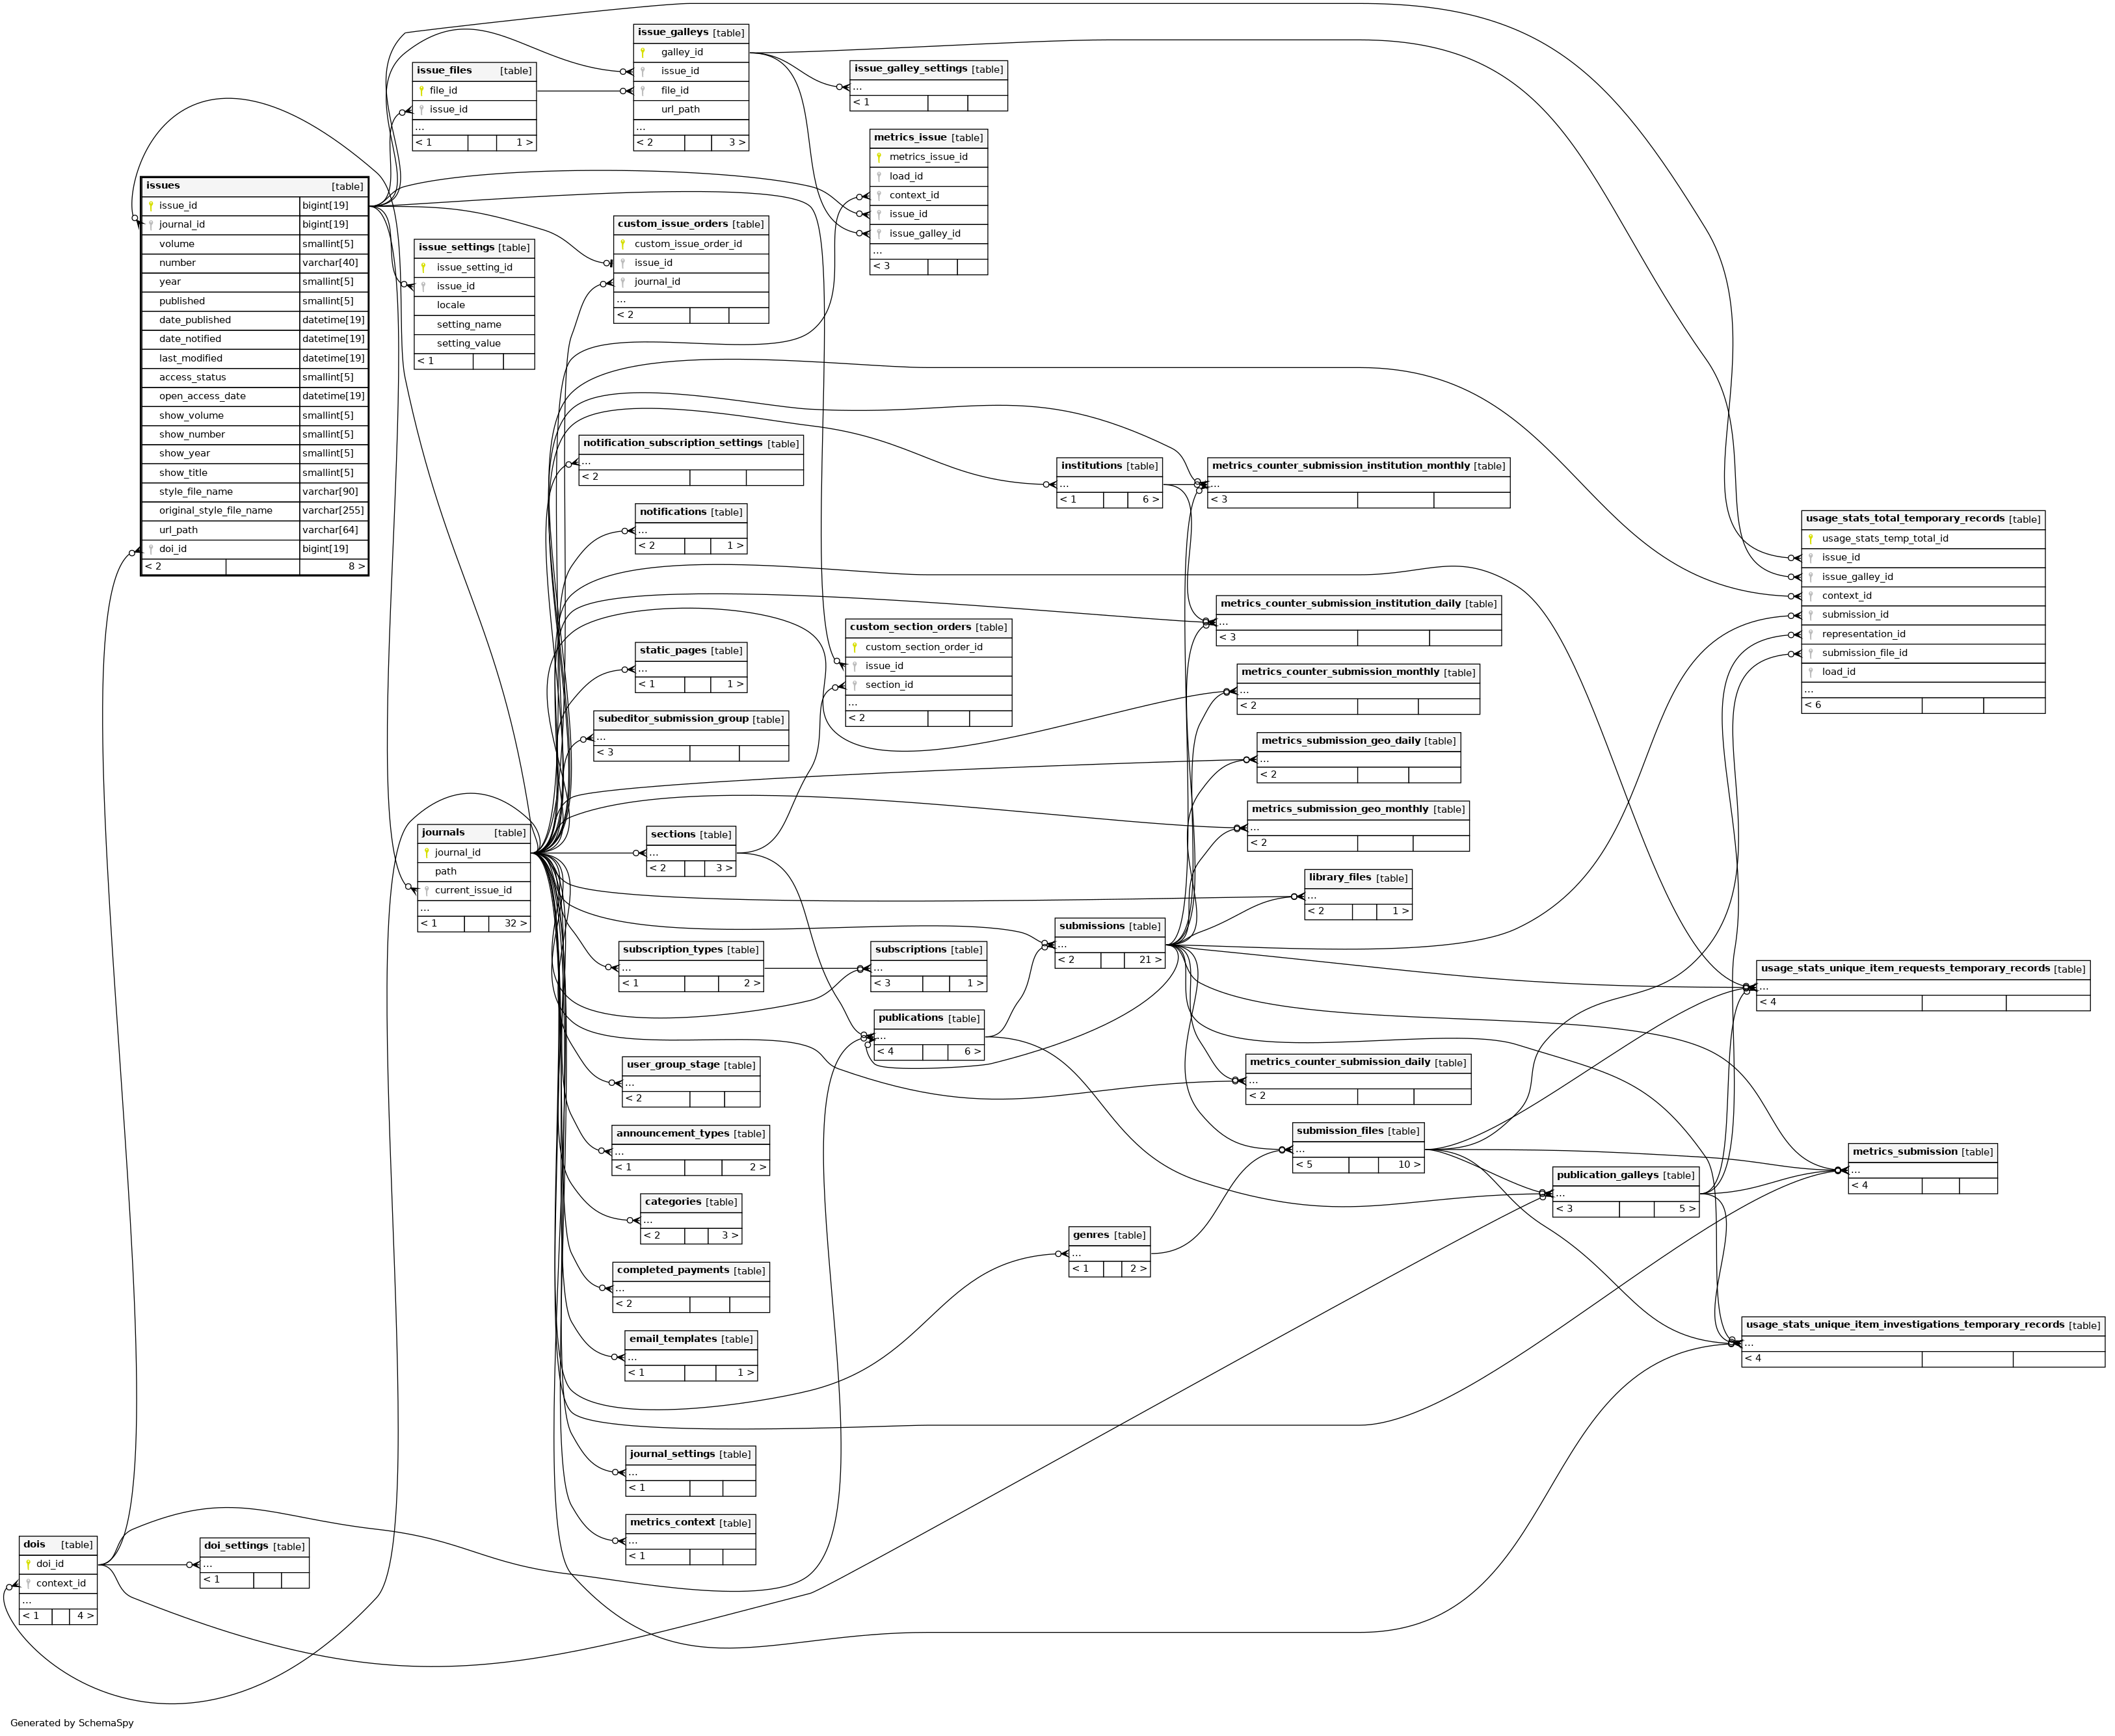 issue_galleys [table]
galley_id
issue_id
file_id
url_path
...
< 2 3 >
issue_files [table]
file_id
issue_id
...
< 1 1 >
issue_galley_settings [table]
...
< 1
metrics_issue [table]
metrics_issue_id
load_id
context_id
issue_id
issue_galley_id
...
< 3
issues [table]
issue_id bigint[19]
journal_id bigint[19]
volume smallint[5]
number varchar[40]
year smallint[5]
published smallint[5]
date_published datetime[19]
date_notified datetime[19]
last_modified datetime[19]
access_status smallint[5]
open_access_date datetime[19]
show_volume smallint[5]
show_number smallint[5]
show_year smallint[5]
show_title smallint[5]
style_file_name varchar[90]
original_style_file_name varchar[255]
url_path varchar[64]
doi_id bigint[19]
< 2 8 >
custom_issue_orders [table]
custom_issue_order_id
issue_id
journal_id
...
< 2
issue_settings [table]
issue_setting_id
issue_id
locale
setting_name
setting_value
< 1
notification_subscription_settings [table]
...
< 2
institutions [table]
...
< 1 6 >
metrics_counter_submission_institution_monthly [table]
...
< 3
notifications [table]
...
< 2 1 >
usage_stats_total_temporary_records [table]
usage_stats_temp_total_id
issue_id
issue_galley_id
context_id
submission_id
representation_id
submission_file_id
load_id
...
< 6
metrics_counter_submission_institution_daily [table]
...
< 3
custom_section_orders [table]
custom_section_order_id
issue_id
section_id
...
< 2
static_pages [table]
...
< 1 1 >
metrics_counter_submission_monthly [table]
...
< 2
subeditor_submission_group [table]
...
< 3
metrics_submission_geo_daily [table]
...
< 2
metrics_submission_geo_monthly [table]
...
< 2
journals [table]
journal_id
path
current_issue_id
...
< 1 32 >
sections [table]
...
< 2 3 >
library_files [table]
...
< 2 1 >
submissions [table]
...
< 2 21 >
subscription_types [table]
...
< 1 2 >
subscriptions [table]
...
< 3 1 >
usage_stats_unique_item_requests_temporary_records [table]
...
< 4
publications [table]
...
< 4 6 >
user_group_stage [table]
...
< 2
metrics_counter_submission_daily [table]
...
< 2
announcement_types [table]
...
< 1 2 >
submission_files [table]
...
< 5 10 >
metrics_submission [table]
...
< 4
publication_galleys [table]
...
< 3 5 >
categories [table]
...
< 2 3 >
genres [table]
...
< 1 2 >
completed_payments [table]
...
< 2
usage_stats_unique_item_investigations_temporary_records [table]
...
< 4
email_templates [table]
...
< 1 1 >
journal_settings [table]
...
< 1
metrics_context [table]
...
< 1
dois [table]
doi_id
context_id
...
< 1 4 >
doi_settings [table]
...
< 1
Generated by SchemaSpy